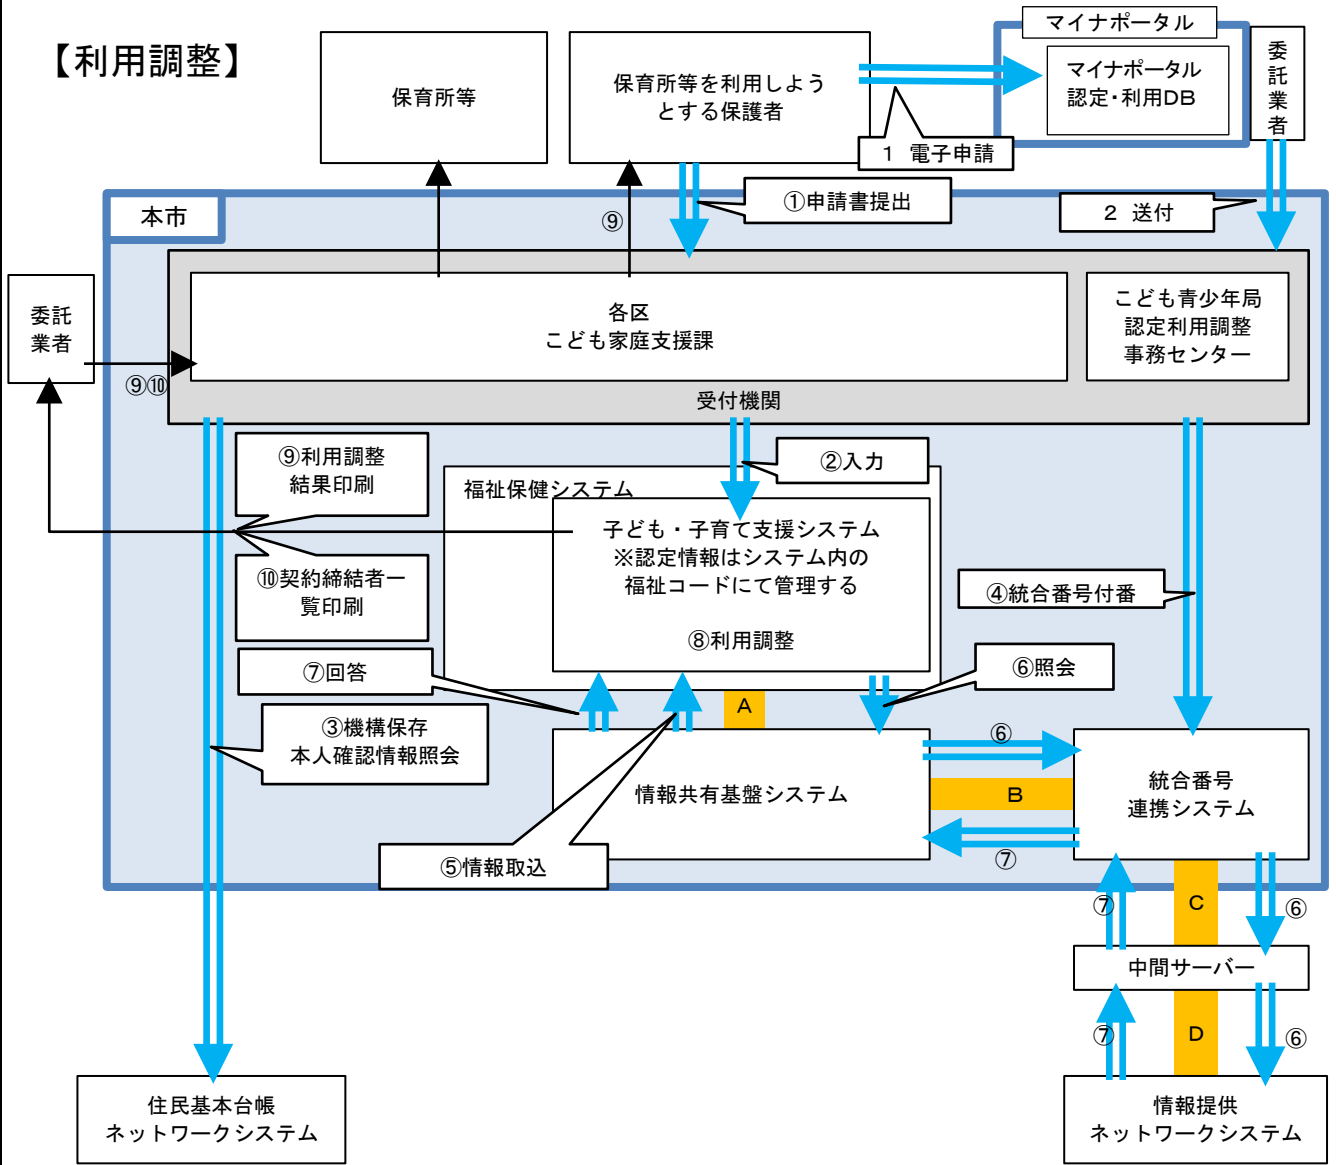 【利用調整】
保育所等
保育所等を利用しよう
とする保護者
マイナポータル
マイナポータル
認定・利用DB
委
託
業
者
1 電子申請
①申請書提出
2 送付
本市
⑨
各区
こども家庭支援課
こども青少年局
認定利用調整
事務センター
受付機関
委託
業者
⑨⑩
⑨利用調整
結果印刷
②入力
福祉保健システム
子ども・子育て支援システム
※認定情報はシステム内の
福祉コードにて管理する
⑧利用調整
⑩契約締結者一
覧印刷
④統合番号付番
⑦回答
⑥照会
A
③機構保存
本人確認情報照会
⑥
情報共有基盤システム
B
統合番号
連携システム
⑦
⑤情報取込
⑦
C
⑥
中間サーバー
⑦
D
⑥
住民基本台帳
ネットワークシステム
情報提供
ネットワークシステム